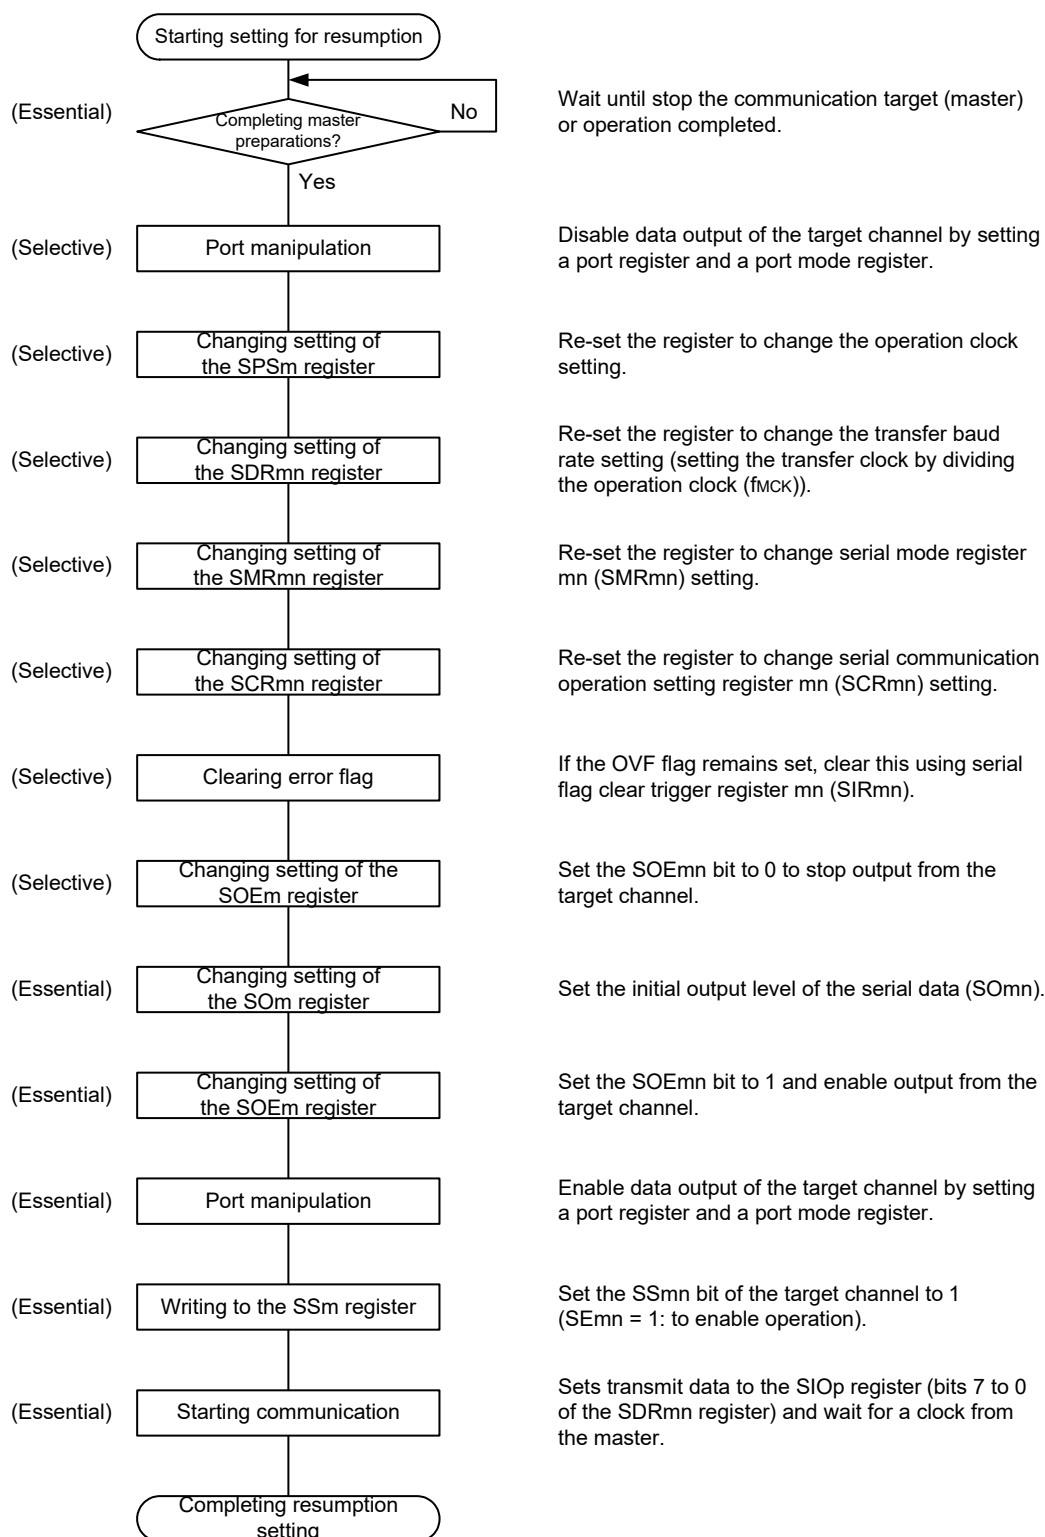 Starting setting for resumption
(Essential)
Completing master
preparations?
No
Wait until stop the communication target (master)
or operation completed.
Yes
(Selective)
Port manipulation
Disable data output of the target channel by setting
a port register and a port mode register.
(Selective)
Changing setting of
the SPSm register
Re-set the register to change the operation clock
setting.
(Selective)
Changing setting of
the SDRmn register
Re-set the register to change the transfer baud
rate setting (setting the transfer clock by dividing
the operation clock (fMCK)).
(Selective)
Changing setting of
the SMRmn register
Re-set the register to change serial mode register
mn (SMRmn) setting.
(Selective)
Changing setting of
the SCRmn register
Re-set the register to change serial communication
operation setting register mn (SCRmn) setting.
(Selective)
Clearing error flag
If the OVF flag remains set, clear this using serial
flag clear trigger register mn (SIRmn).
(Selective)
Changing setting of the
SOEm register
Set the SOEmn bit to 0 to stop output from the
target channel.
(Essential)
Changing setting of
the SOm register
Set the initial output level of the serial data (SOmn).
(Essential)
Changing setting of
the SOEm register
Set the SOEmn bit to 1 and enable output from the
target channel.
(Essential)
Port manipulation
Enable data output of the target channel by setting
a port register and a port mode register.
(Essential)
Writing to the SSm register
Set the SSmn bit of the target channel to 1
(SEmn = 1: to enable operation).
(Essential)
Starting communication
Sets transmit data to the SIOp register (bits 7 to 0
of the SDRmn register) and wait for a clock from
the master.
Completing resumption
setting